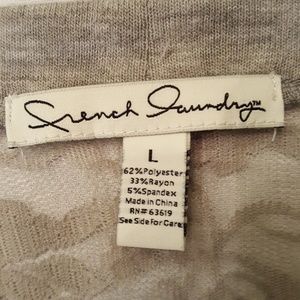 French Laundry™
L
62%Polyester
33%Rayon
5%Spandex
Made in China
RN# 63619
See Side For Care